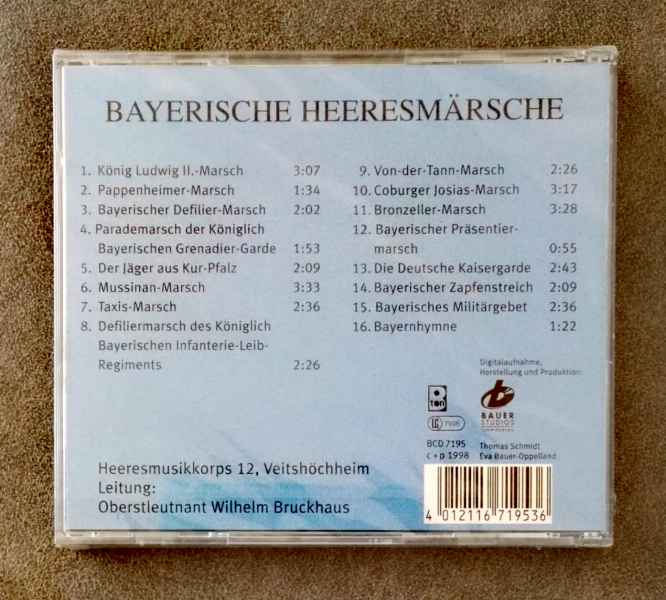 BAYERISCHE HEERESMÄRSCHE
1. König Ludwig II.-Marsch 3:07
2. Pappenheimer-Marsch 1:34
3. Bayerischer Defilier-Marsch 2:02
4. Parademarsch der Königlich
Bayerischen Grenadier-Garde 1:53
5. Der Jäger aus Kur-Pfalz 2:09
6. Mussinan-Marsch 3:33
7. Taxis-Marsch 2:36
8. Defiliermarsch des Königlich
Bayerischen Infanterie-Leib-
Regiments 2:26
9. Von-der-Tann-Marsch 2:26
10. Coburger Josias-Marsch 3:17
11. Bronzeller-Marsch 3:28
12. Bayerischer Präsentier-
marsch 0:55
13. Die Deutsche Kaisergarde 2:43
14. Bayerischer Zapfenstreich 2:09
15. Bayerisches Militärgebet 2:36
16. Bayernhymne 1:22
Digitalaufnahme,
Herstellung und Produktion:
B
ton
LC 7996
BAUER
STUDIOS
LUDWIGSBURG
BCD 7195
c + p 1998
Thomas Schmidt
Eva Bauer-Oppelland
Heeresmusikkorps 12, Veitshöchheim
Leitung:
Oberstleutnant Wilhelm Bruckhaus
4 012116 719536